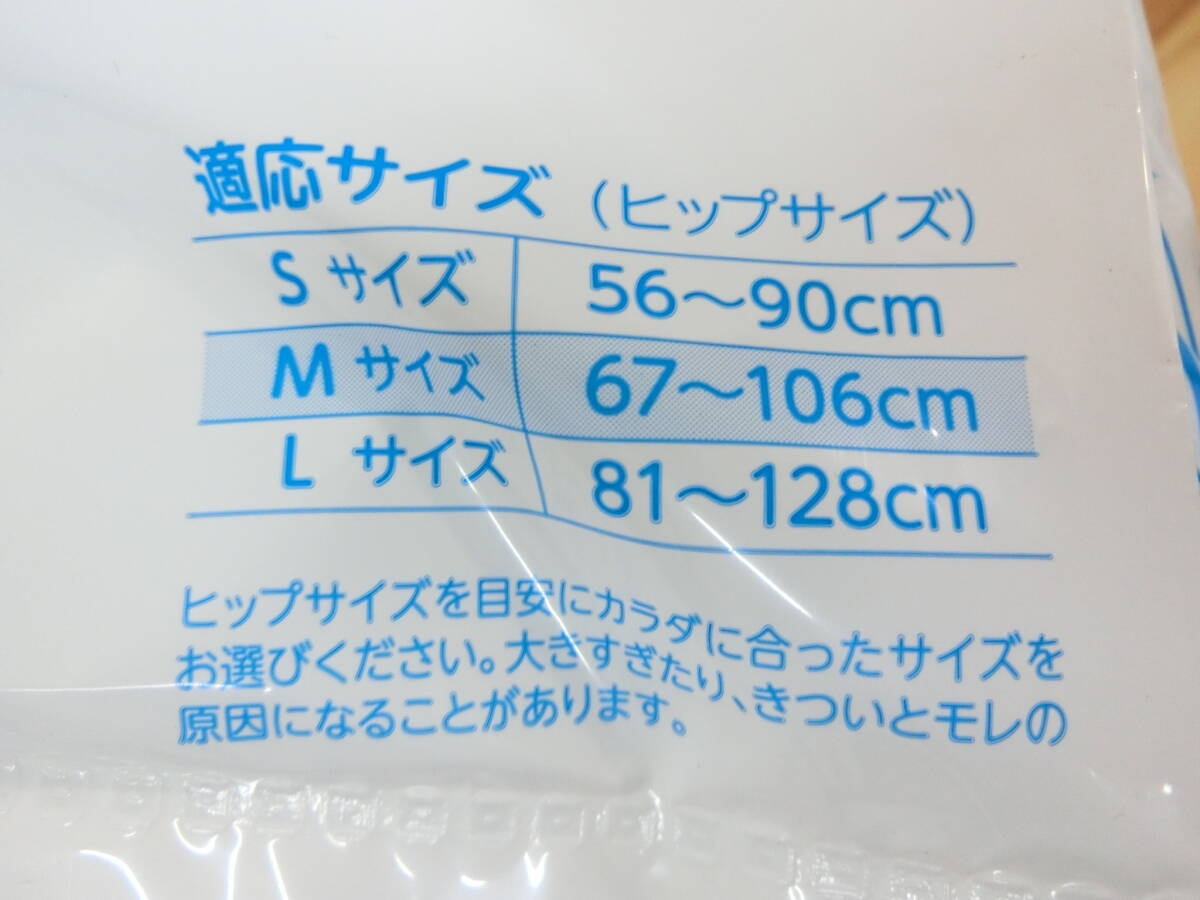 適応サイズ (ヒップサイズ)
S サイズ 56〜90cm
M サイズ 67〜106cm
L サイズ 81〜128cm
ヒップサイズを目安にカラダに合ったサイズを
お選びください。大きすぎたり、きついとモレの
原因になることがあります。